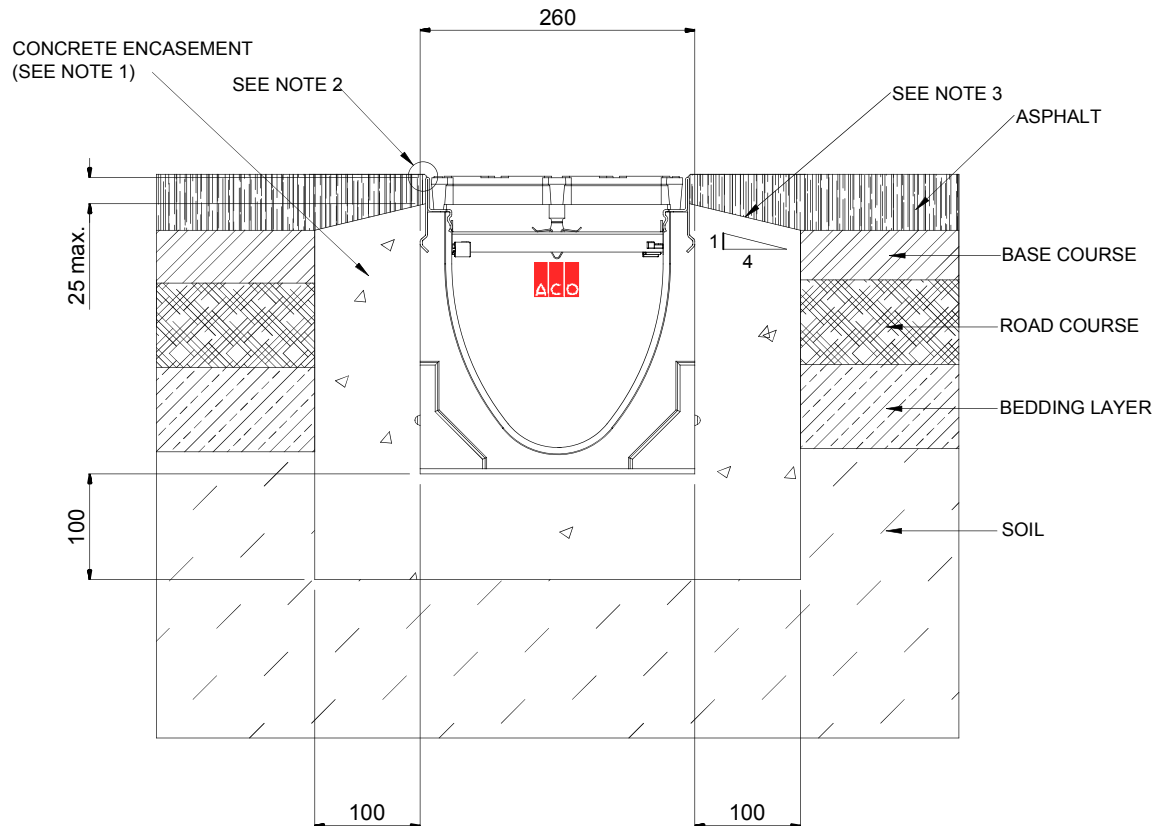 260
CONCRETE ENCASEMENT
(SEE NOTE 1)
SEE NOTE 2
SEE NOTE 3
ASPHALT
25 max.
1
4
BASE COURSE
ACO
ROAD COURSE
BEDDING LAYER
100
SOIL
100
100